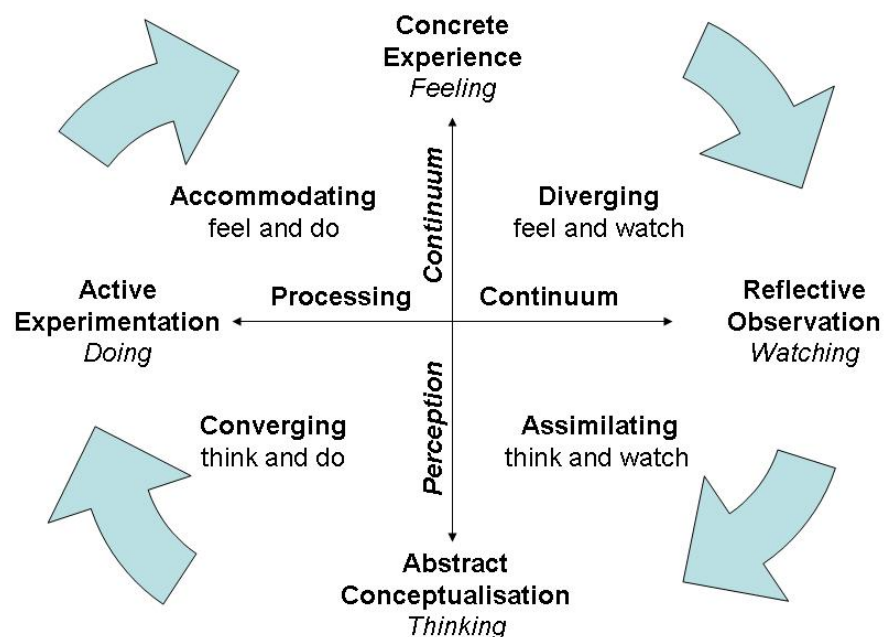 Concrete
Experience
Feeling
Accommodating
feel and do
Continuum
Diverging
feel and watch
Active
Experimentation
Doing
Processing
Continuum
Reflective
Observation
Watching
Converging
think and do
Perception
Assimilating
think and watch
Abstract
Conceptualisation
Thinking